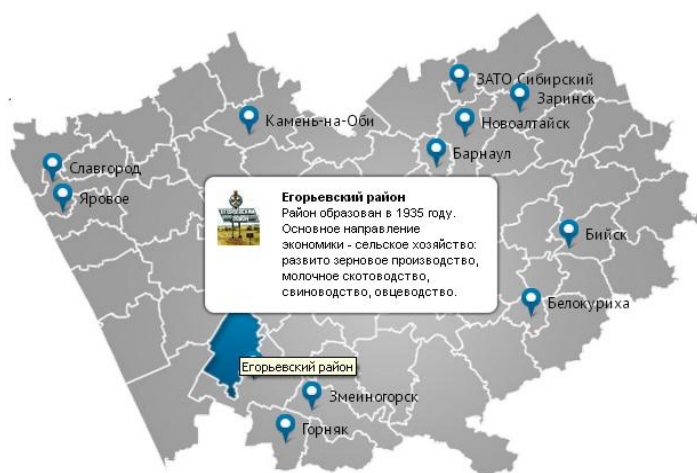 ЗАТО Сибирский
Заринск
Камень-на-Оби
Новоалтайск
Барнаул
Славгород
Яровое
Егорьевский район
Район образован в 1935 году.
Основное направление
экономики - сельское хозяйство:
развито зерновое производство,
молочное скотоводство,
свиноводство, овцеводство.
Бийск
Белокуриха
Егорьевский район
Змеиногорск
Горняк